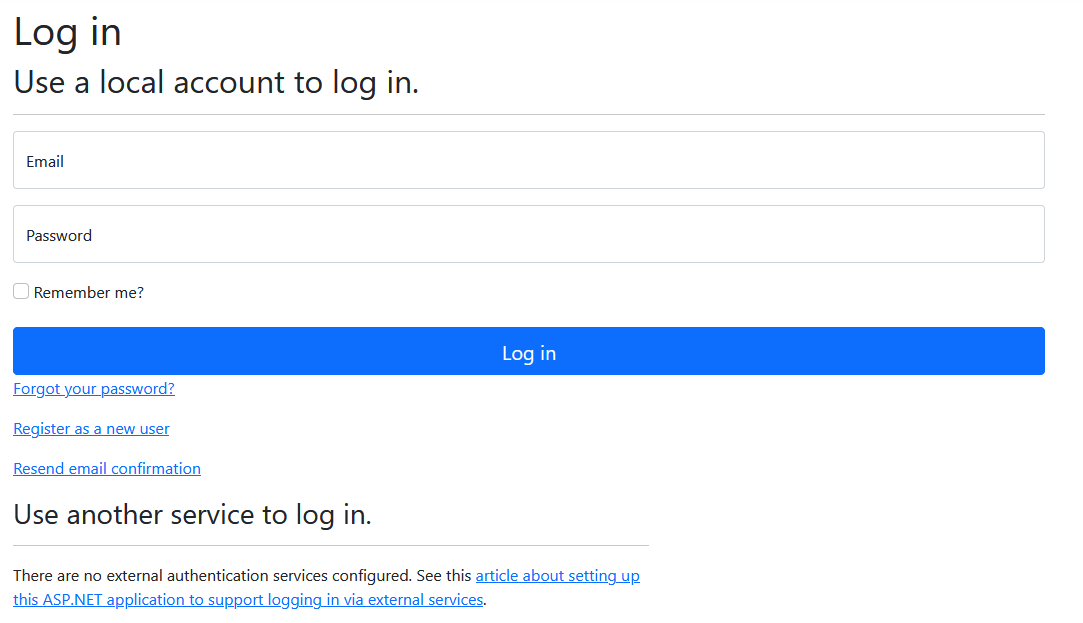 Log in
Use a local account to log in.
Email
Password
Remember me?
Log in
Forgot your password?
Register as a new user
Resend email confirmation
Use another service to log in.
There are no external authentication services configured. See this article about setting up
this ASP.NET application to support logging in via external services.